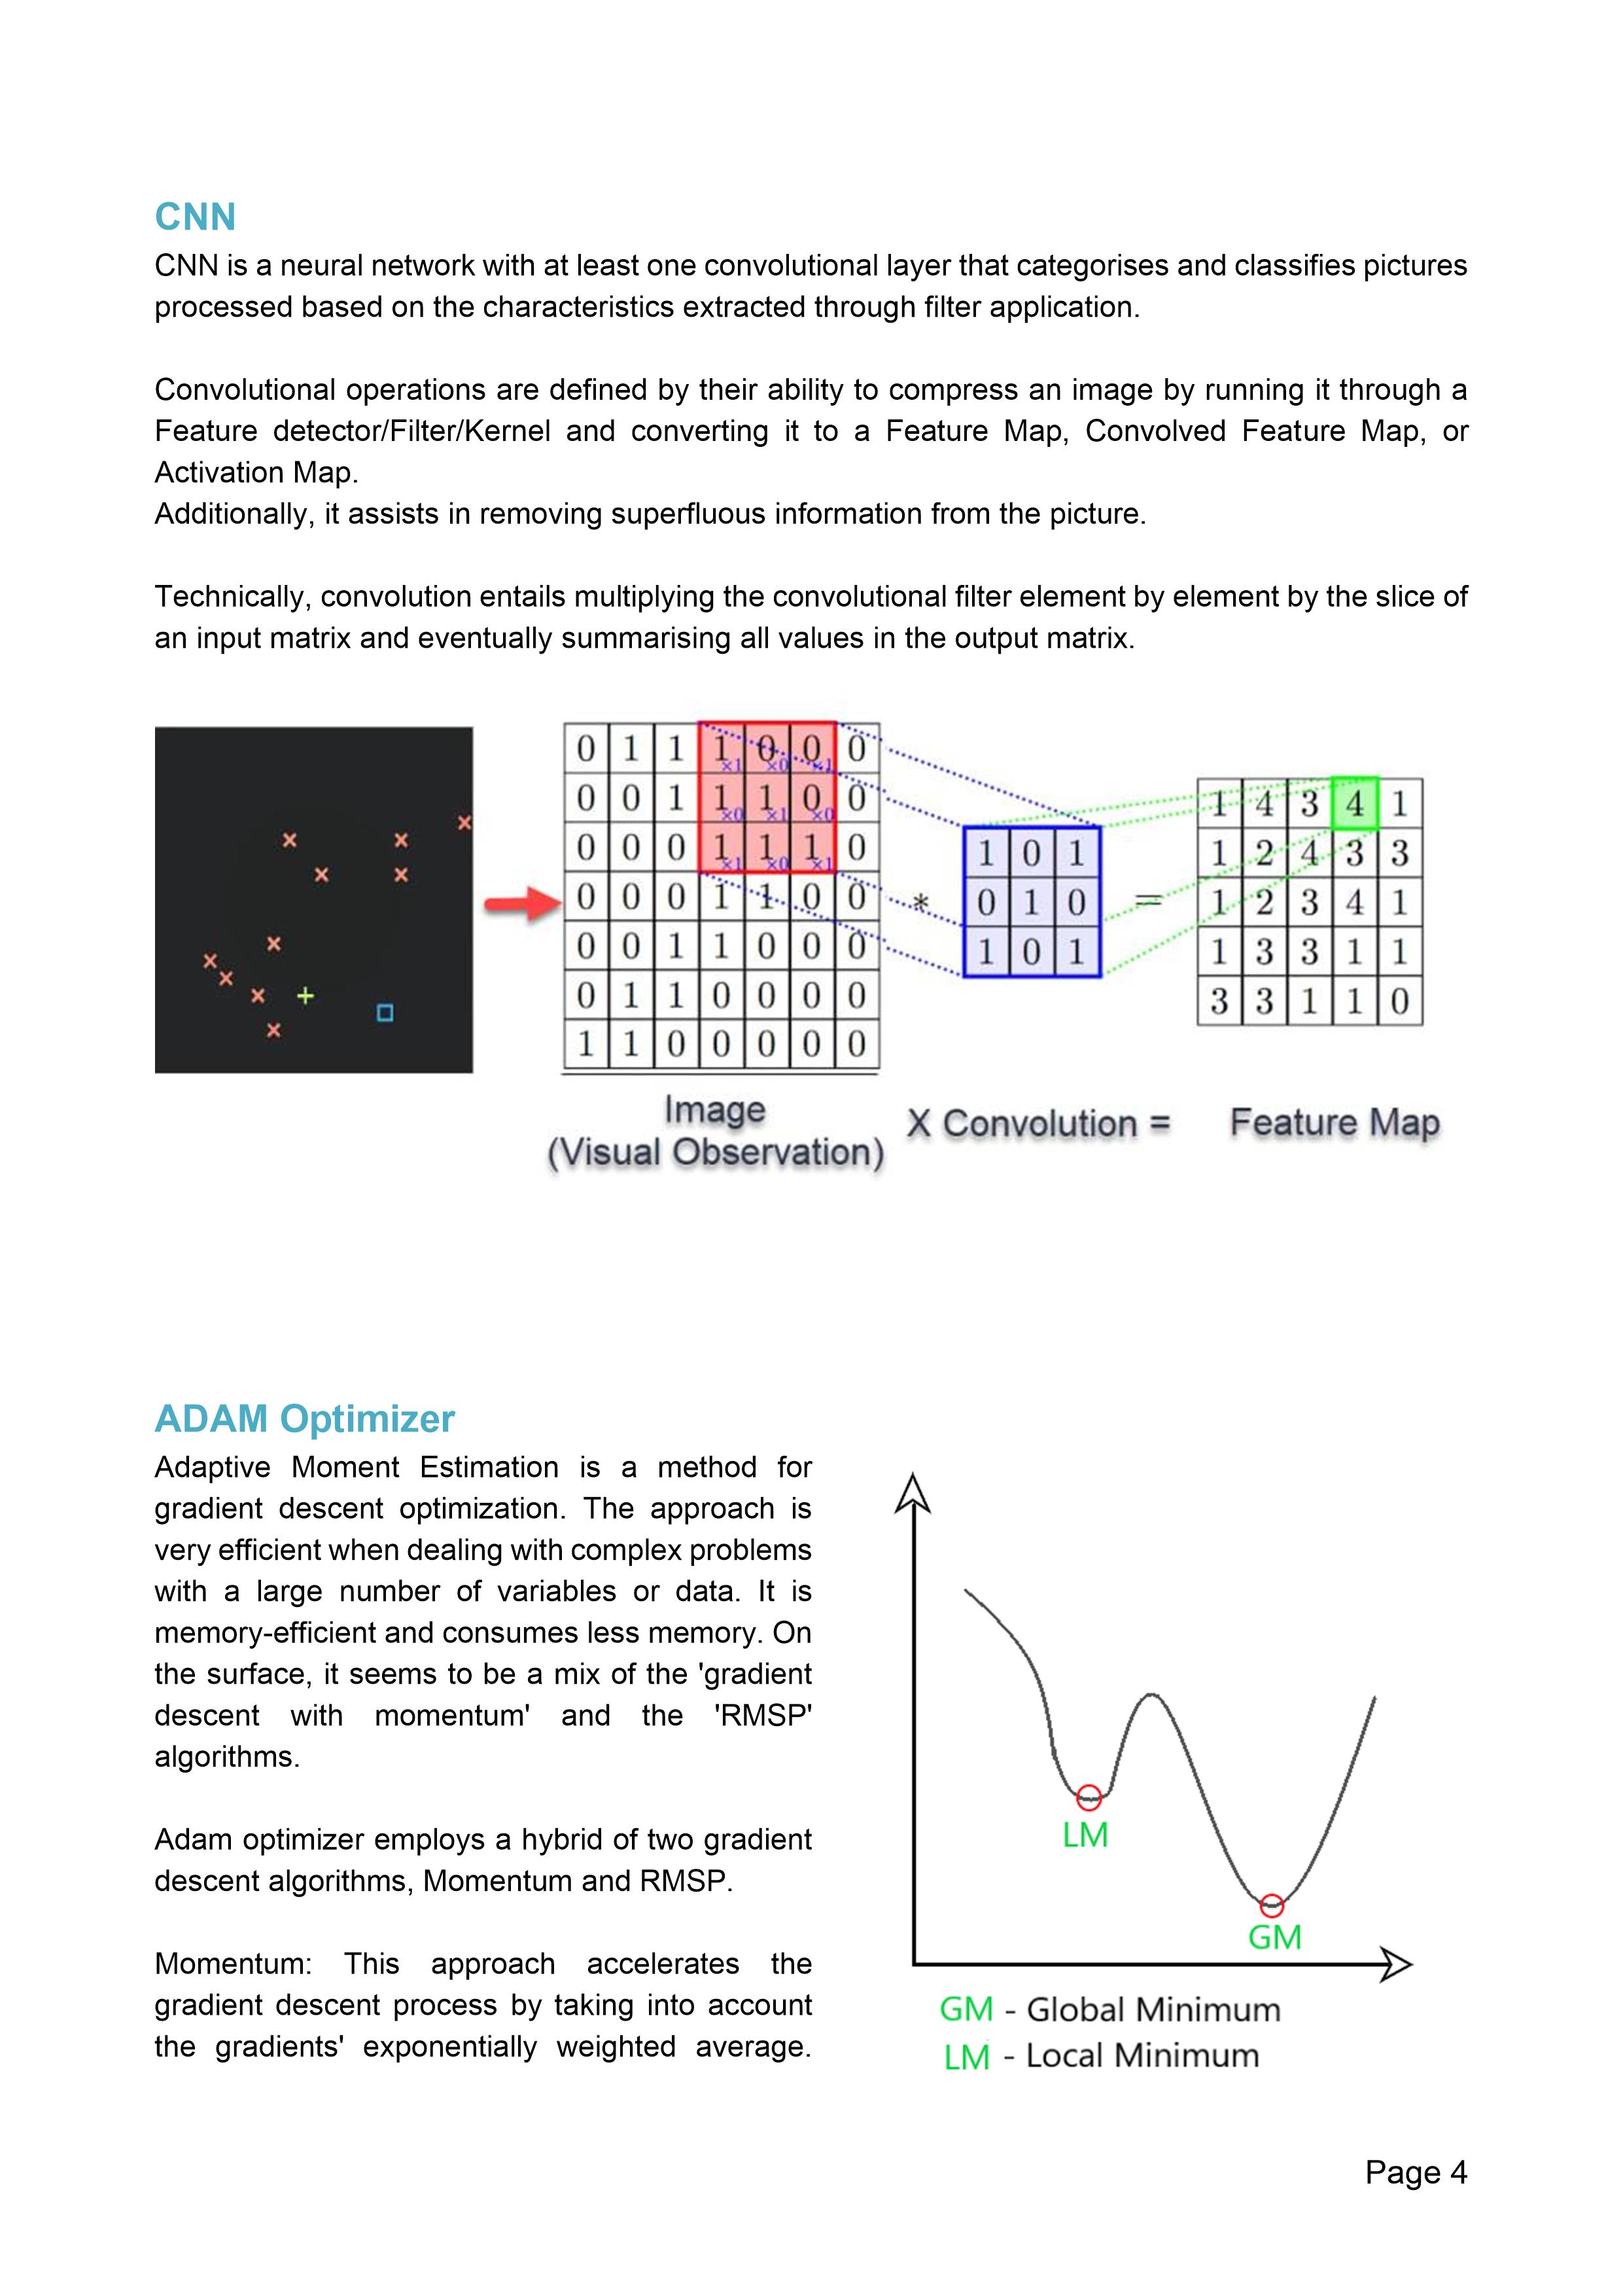 CNN
CNN is a neural network with at least one convolutional layer that categorises and classifies pictures
processed based on the characteristics extracted through filter application.
Convolutional operations are defined by their ability to compress an image by running it through a
Feature detector/Filter/Kernel and converting it to a Feature Map, Convolved Feature Map, or
Activation Map.
Additionally, it assists in removing superfluous information from the picture.
Technically, convolution entails multiplying the convolutional filter element by element by the slice of
an input matrix and eventually summarising all values in the output matrix.
0 1 1 1 0 0 0
×1 ×0 ×1
0 0 1 1 1 0 0
×0 ×1 ×0
0 0 0 1 1 1 0
×1 ×0 ×1
0 0 0 1 1 0 0
0 0 1 1 0 0 0
0 1 1 0 0 0 0
1 1 0 0 0 0 0
*
1 0 1
0 1 0
1 0 1
=
1 4 3 4 1
1 2 4 3 3
1 2 3 4 1
1 3 3 1 1
3 3 1 1 0
Image
(Visual Observation)
X Convolution =
Feature Map
ADAM Optimizer
Adaptive Moment Estimation is a method for
gradient descent optimization. The approach is
very efficient when dealing with complex problems
with a large number of variables or data. It is
memory-efficient and consumes less memory. On
the surface, it seems to be a mix of the 'gradient
descent with momentum' and the 'RMSP'
algorithms.
Adam optimizer employs a hybrid of two gradient
descent algorithms, Momentum and RMSP.
Momentum: This approach accelerates the
gradient descent process by taking into account
the gradients' exponentially weighted average.
LM
GM
GM - Global Minimum
LM - Local Minimum
Page 4